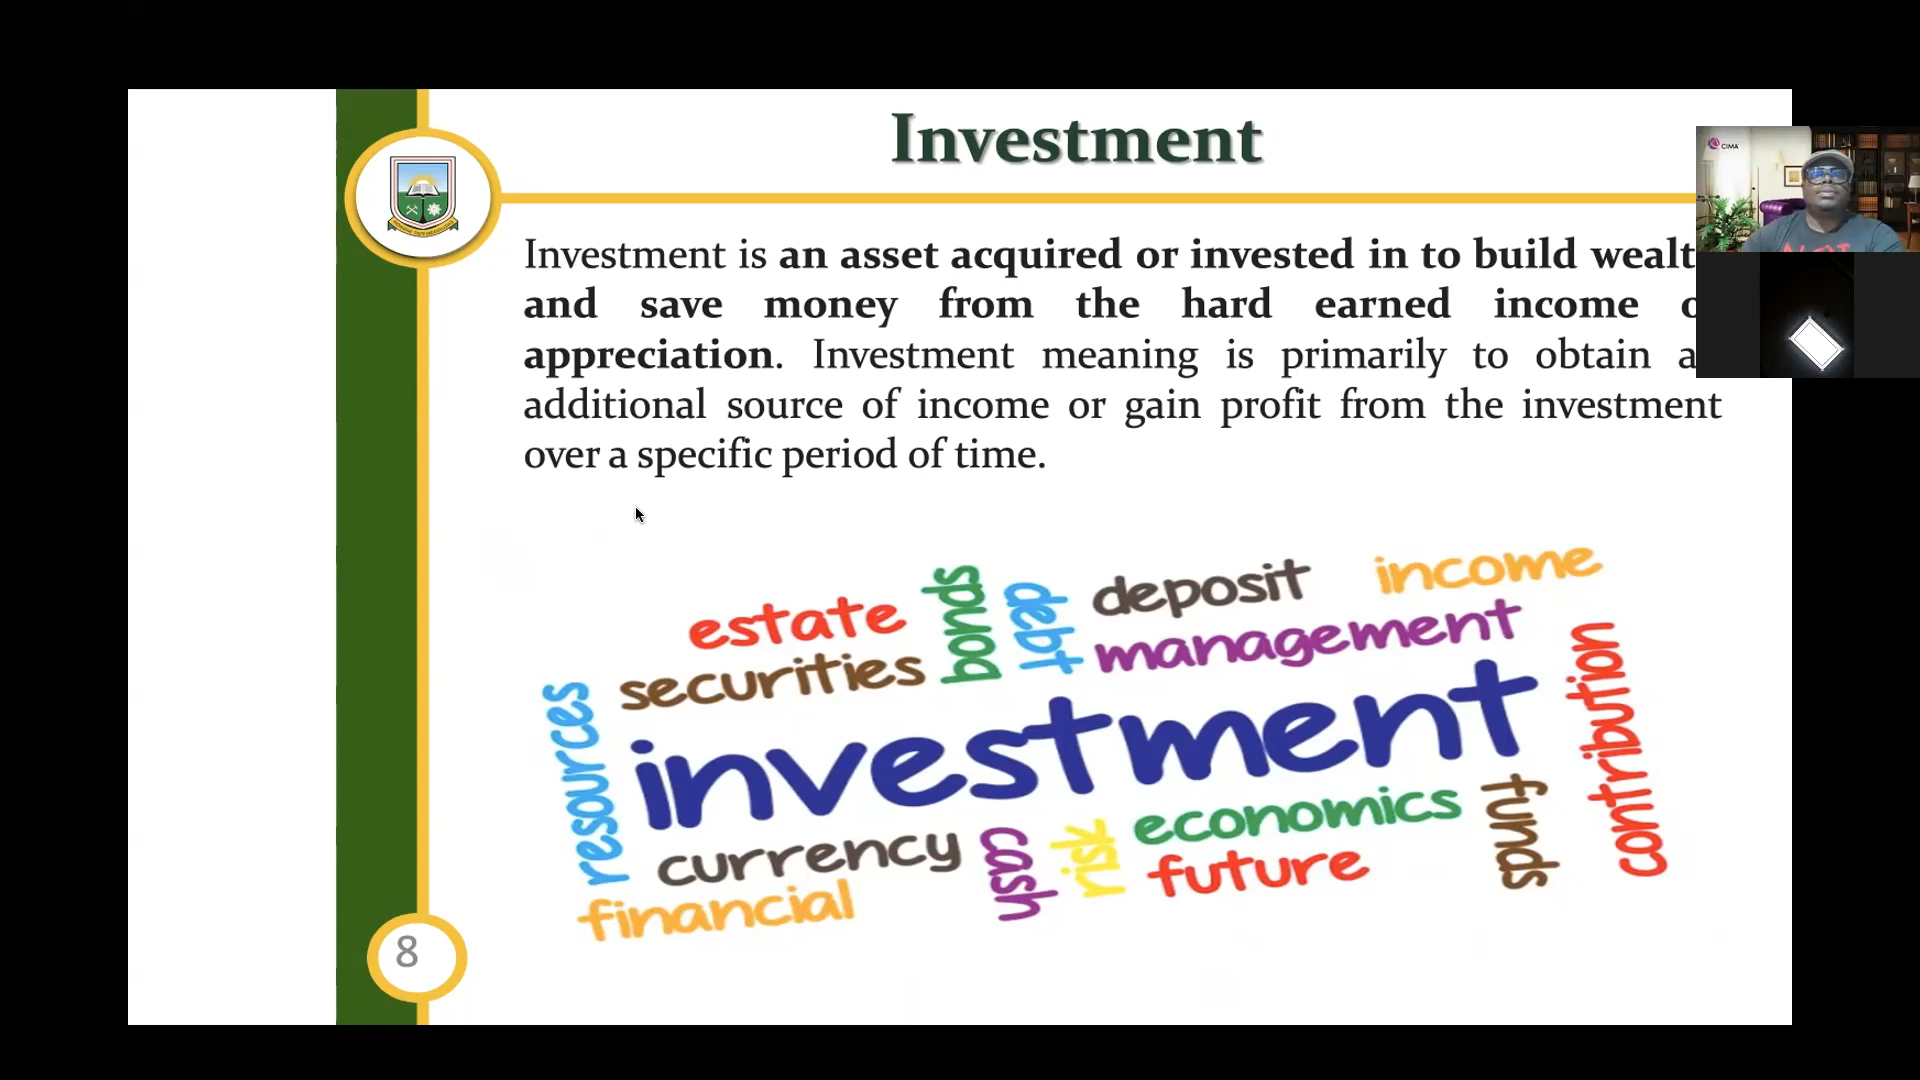 Investment
CIMA
Investment is an asset acquired or invested in to build
and save money from the hard earned income
appreciation. Investment meaning is primarily to obtain
additional source of income or gain profit from the investment
over a specific period of time.
estate
bonds
debt
deposit
income
securities
management
resources
investment
contribution
currency
cash
risk
economics
funds
financial
future
8